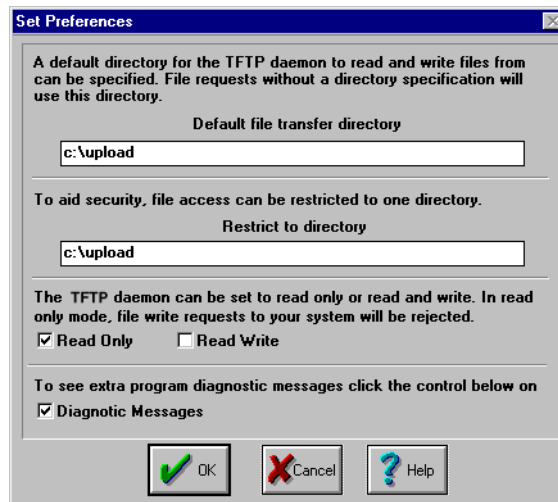 Set Preferences
A default directory for the TFTP daemon to read and write files from
can be specified. File requests without a directory specification will
use this directory.
Default file transfer directory
c:\upload
To aid security, file access can be restricted to one directory.
Restrict to directory
c:\upload
The TFTP daemon can be set to read only or read and write. In read
only mode, file write requests to your system will be rejected.
Read Only Read Write
To see extra program diagnostic messages click the control below on
Diagnotic Messages
OK Cancel Help